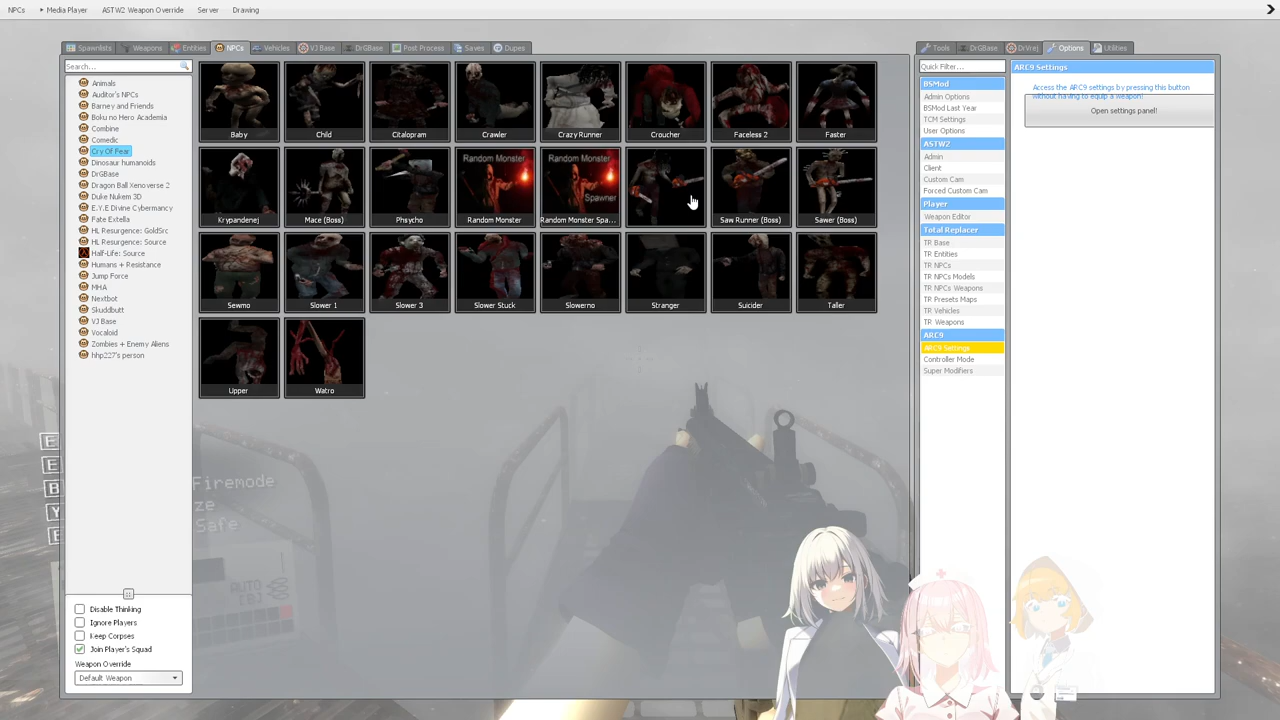 NPCs Media Player ASTW2 Weapon Override Server Drawing
Spawnlists Weapons Entities NPCs Vehicles VJ Base DrGBase Post Process Saves Dupes
Tools DrGBase DrVrej Options Utilities
Search...
Animals
Auditor's NPCs
Barney and Friends
Boku no Hero Academia
Combine
Comedic
Cry Of Fear
Dinosaur humanoids
DrGBase
Dragon Ball Xenoverse 2
Duke Nukem 3D
E.Y.E Divine Cybermancy
Fate Extella
HL Resurgence: GoldSrc
HL Resurgence: Source
Half-Life: Source
Humans + Resistance
Jump Force
MHA
Nextbot
Skuddbutt
VJ Base
Vocaloid
Zombies + Enemy Aliens
hhp227's person
Disable Thinking
Ignore Players
Keep Corpses
Join Player's Squad
Weapon Override
Default Weapon
Baby Child Citalopram Crawler Crazy Runner Croucher Faceless 2 Faster
Random Monster
Random Monster
Spawner
Krypandenej Mace (Boss) Phsycho Random Monster Random Monster Spa... Saw Runner (Boss) Sawer (Boss)
Sewmo Slower 1 Slower 3 Slower Stuck Slowerno Stranger Suicider Taller
Upper Watro
Firemode
Safe
AUTO
Quick Filter...
BSMod
Admin Options
BSMod Last Year
TCM Settings
User Options
ASTW2
Admin
Client
Custom Cam
Forced Custom Cam
Player
Weapon Editor
Total Replacer
TR Base
TR Entities
TR NPCs
TR NPCs Models
TR NPCs Weapons
TR Presets Maps
TR Vehicles
TR Weapons
ARC9
ARC9 Settings
Controller Mode
Super Modifiers
ARC9 Settings
Access the ARC9 settings by pressing this button
without having to equip a weapon!
Open settings panel!